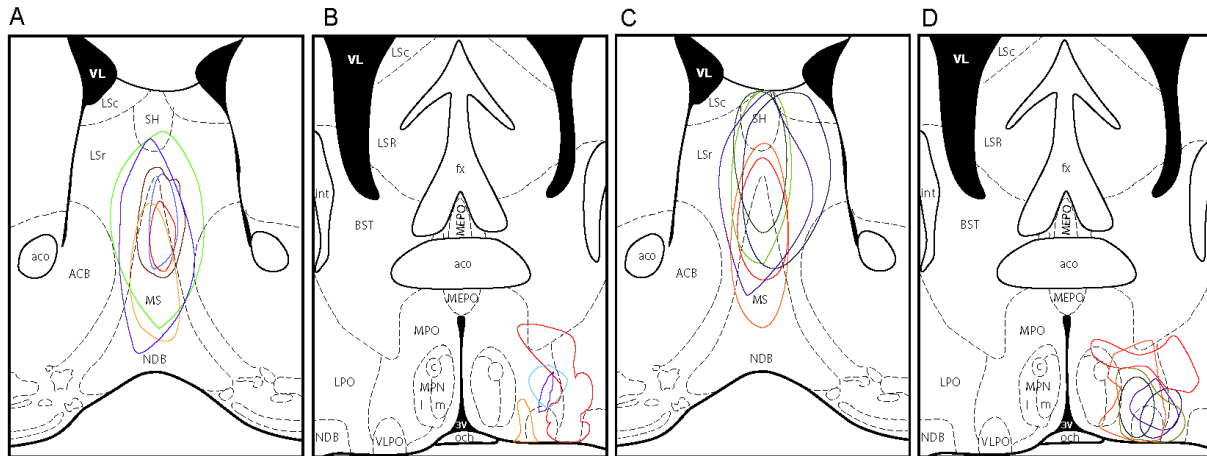 A
B
C
D
VL
LSc
SH
LSr
aco
ACB
MS
NDB
LSc
VL
LSR
fx
int
BST
MEPO
aco
MEPO
MPO
c
LPO
MPN
l
m
3V
NDB
VLPO
och
VL
LSc
SH
LSr
aco
ACB
MS
NDB
LSc
VL
LSR
fx
int
BST
MEPO
aco
MEPO
MPO
c
LPO
MPN
l
m
3V
NDB
VLPO
och